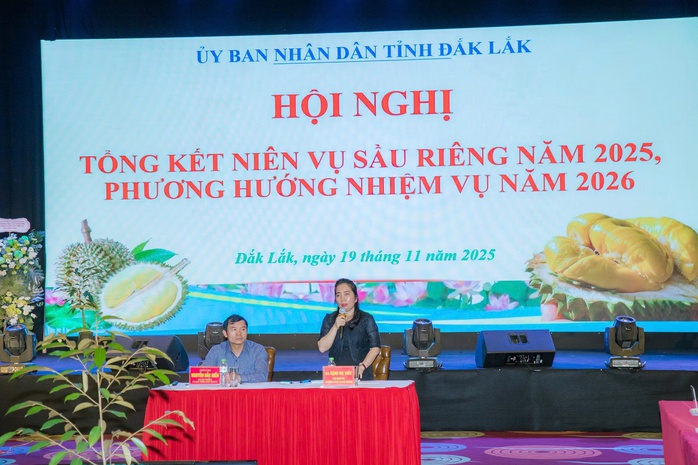 ỦY BAN NHÂN DÂN TỈNH ĐẮK LẮK
HỘI NGHỊ
TỔNG KẾT NIÊN VỤ SẦU RIÊNG NĂM 2025,
PHƯƠNG HƯỚNG NHIỆM VỤ NĂM 2026
Đắk Lắk, ngày 19 tháng 11 năm 2025